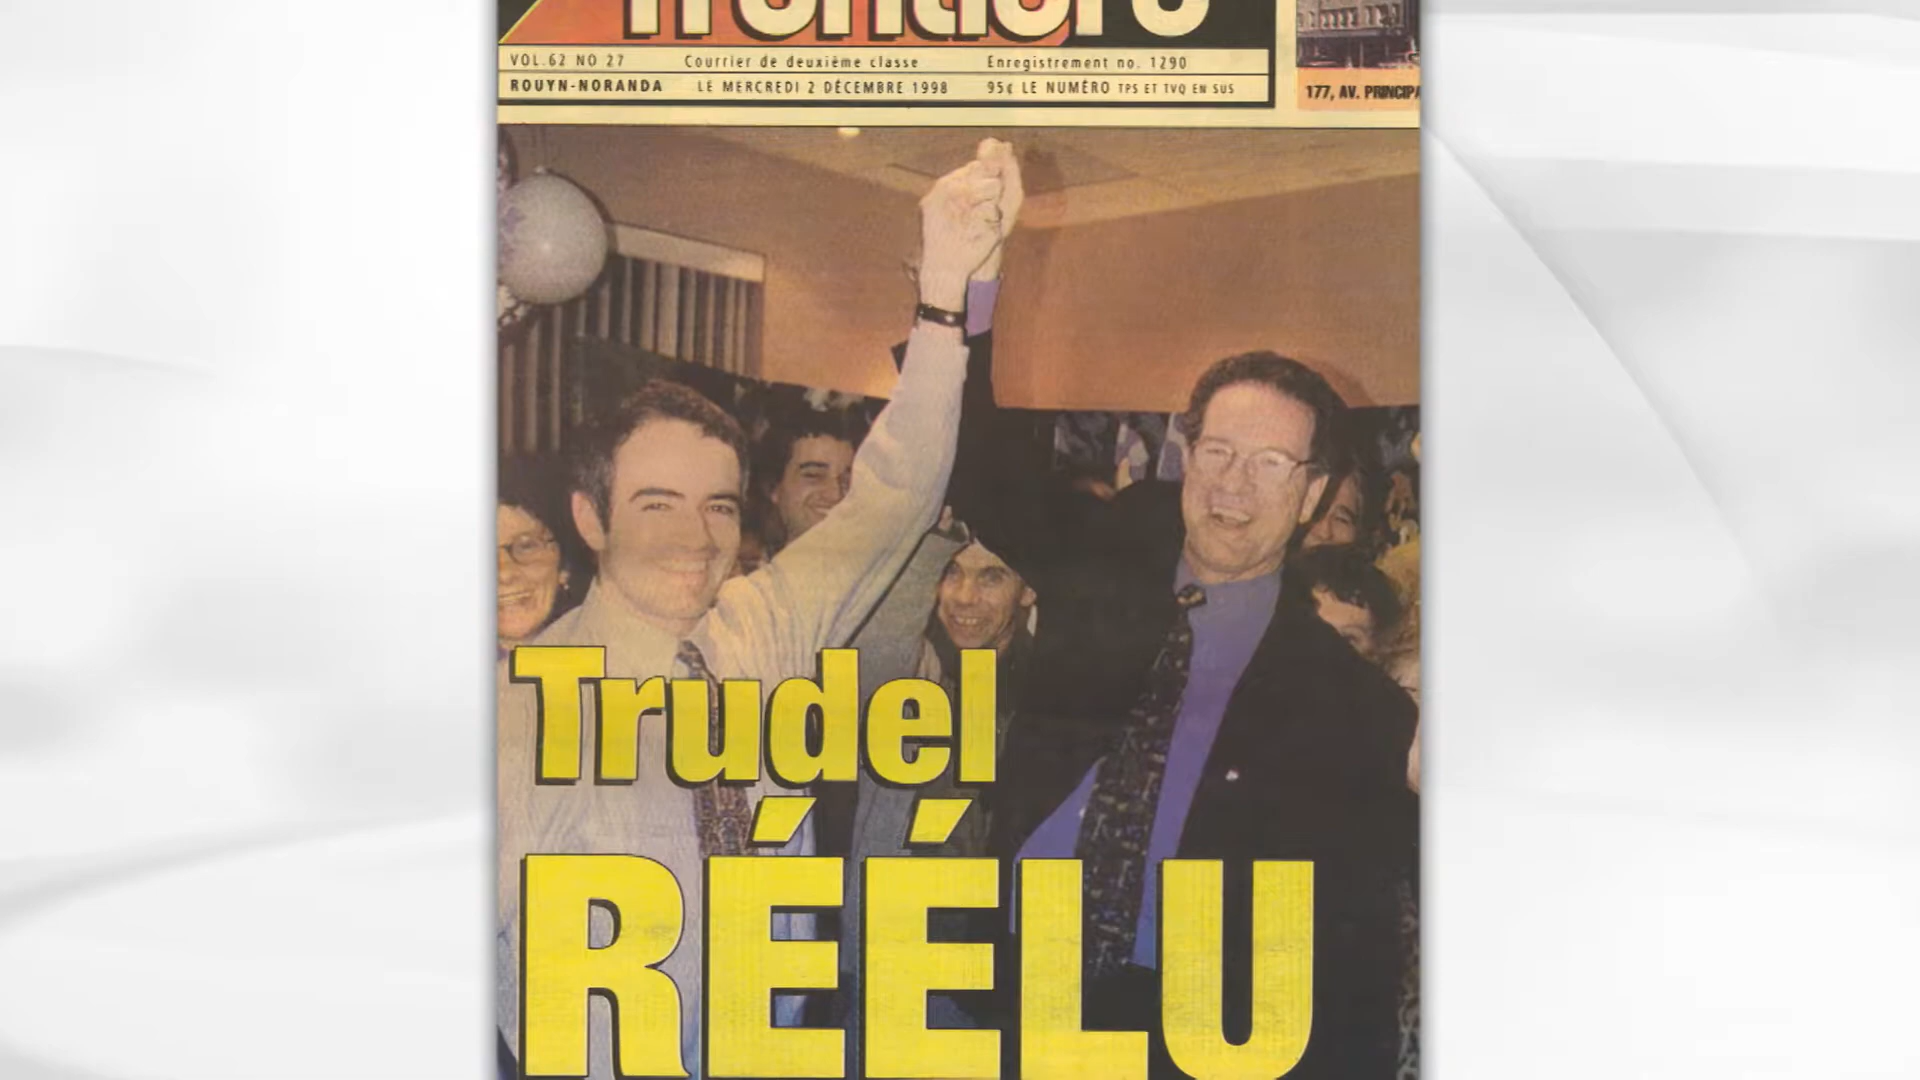 frontière
VOL.62 NO 27 Courrier de deuxième classe Enregistrement no. 1290
ROUYN-NORANDA LE MERCREDI 2 DÉCEMBRE 1998 95¢ LE NUMÉRO TPS ET TVQ EN SUS
177, AV. PRINCIPA
Trudel
RÉÉLU